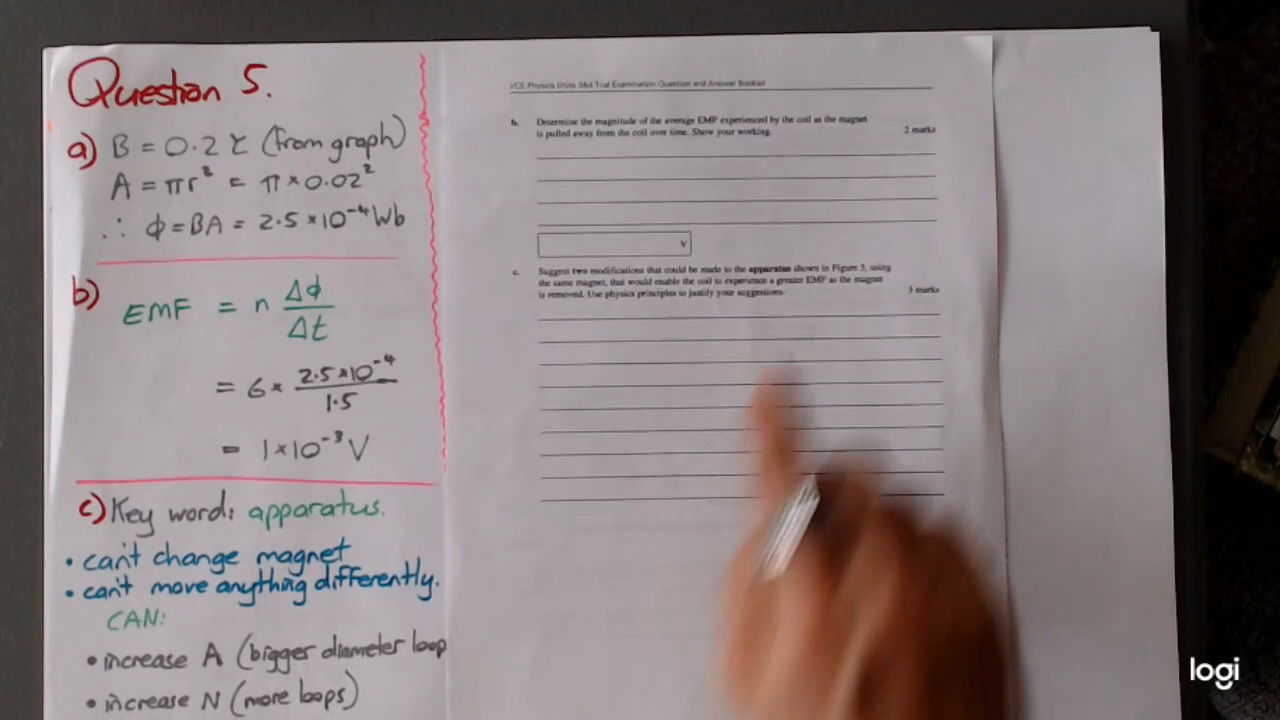 Question 5.
a) B = 0.2 T (from graph)
A = πr² = π × 0.02²
∴ ϕ = BA = 2.5 × 10⁻⁴ Wb
b)
EMF = n Δϕ / Δt
= 6 × 2.5 × 10⁻⁴ / 1.5
= 1 × 10⁻³ V
c) Key word: apparatus.
• can't change magnet
• can't move anything differently.
CAN:
• increase A (bigger diameter loop
• increase N (more loops)
VCE Physics Units 3&4 Trial Examination Question and Answer Booklet
b. Determine the magnitude of the average EMF experienced by the coil as the magnet
is pulled away from the coil over time. Show your working. 2 marks
V
c. Suggest two modifications that could be made to the apparatus shown in Figure 5, using
the same magnet, that would enable the coil to experience a greater EMF as the magnet
is removed. Use physics principles to justify your suggestions. 3 marks
logi